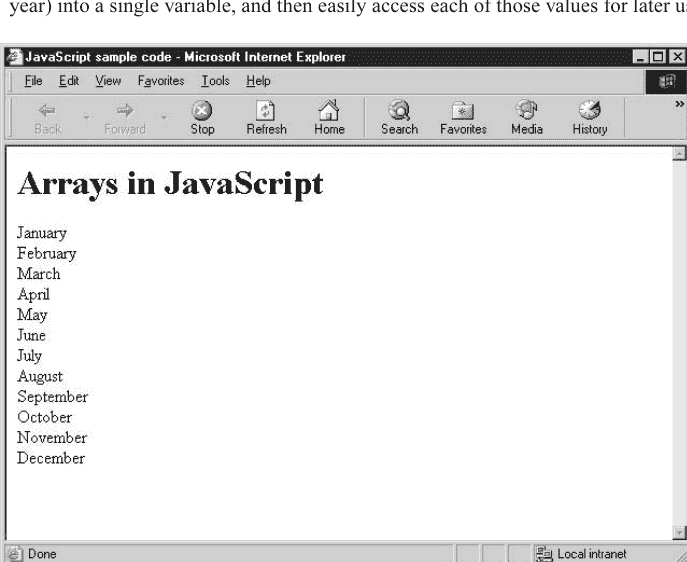 year) into a single variable, and then easily access each of those values for later u
JavaScript sample code - Microsoft Internet Explorer
File Edit View Favorites Tools Help
Back Forward Stop Refresh Home Search Favorites Media History »
Arrays in JavaScript
January
February
March
April
May
June
July
August
September
October
November
December
Done Local intranet